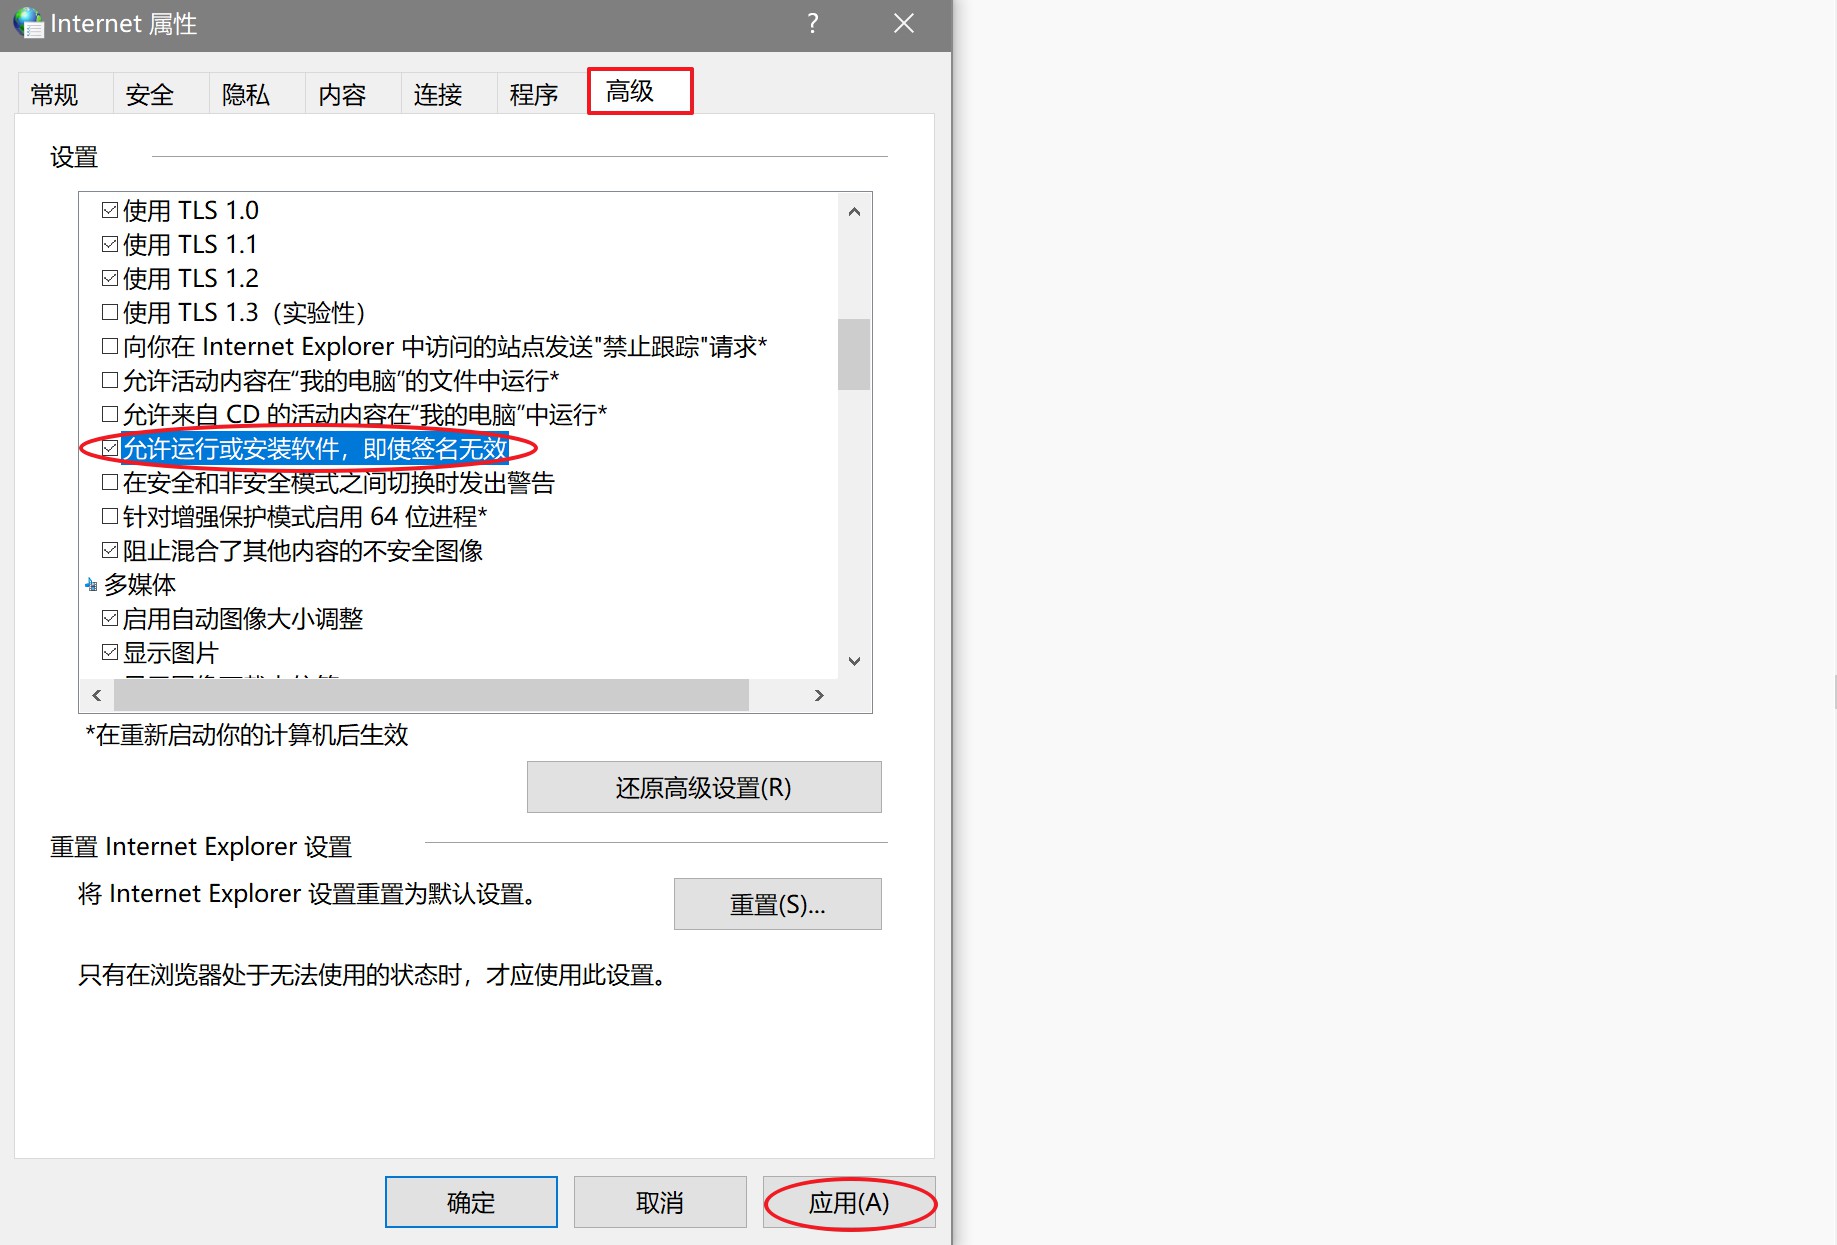 Internet 属性
?
常规
安全
隐私
内容
连接
程序
高级
设置
使用 TLS 1.0
使用 TLS 1.1
使用 TLS 1.2
使用 TLS 1.3（实验性）
向你在 Internet Explorer 中访问的站点发送"禁止跟踪"请求*
允许活动内容在“我的电脑”的文件中运行*
允许来自 CD 的活动内容在“我的电脑”中运行*
允许运行或安装软件，即使签名无效
在安全和非安全模式之间切换时发出警告
针对增强保护模式启用 64 位进程*
阻止混合了其他内容的不安全图像
多媒体
启用自动图像大小调整
显示图片
*在重新启动你的计算机后生效
还原高级设置(R)
重置 Internet Explorer 设置
将 Internet Explorer 设置重置为默认设置。
重置(S)...
只有在浏览器处于无法使用的状态时，才应使用此设置。
确定
取消
应用(A)